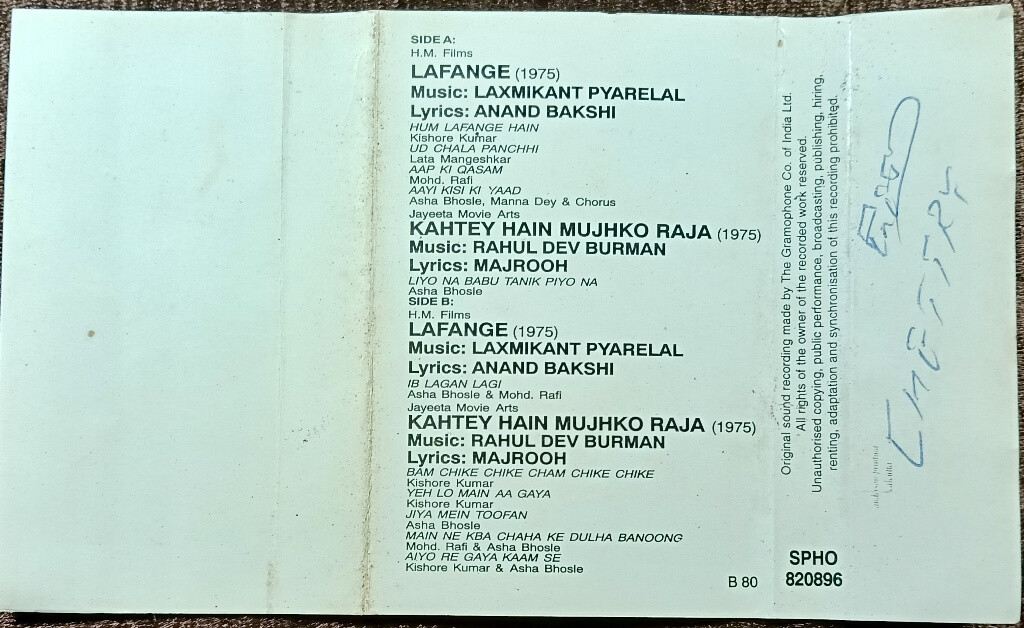 SIDE A:
H.M. Films
LAFANGE (1975)
Music: LAXMIKANT PYARELAL
Lyrics: ANAND BAKSHI
HUM LAFANGE HAIN
Kishore Kumar
UD CHALA PANCHHI
Lata Mangeshkar
AAP KI QASAM
Mohd. Rafi
AAYI KISI KI YAAD
Asha Bhosle, Manna Dey & Chorus
Jayeeta Movie Arts
KAHTEY HAIN MUJHKO RAJA (1975)
Music: RAHUL DEV BURMAN
Lyrics: MAJROOH
LIYO NA BABU TANIK PIYO NA
Asha Bhosle
SIDE B:
H.M. Films
LAFANGE (1975)
Music: LAXMIKANT PYARELAL
Lyrics: ANAND BAKSHI
IB LAGAN LAGI
Asha Bhosle & Mohd. Rafi
Jayeeta Movie Arts
KAHTEY HAIN MUJHKO RAJA (1975)
Music: RAHUL DEV BURMAN
Lyrics: MAJROOH
BAM CHIKE CHIKE CHAM CHIKE CHIKE
Kishore Kumar
YEH LO MAIN AA GAYA
Kishore Kumar
JIYA MEIN TOOFAN
Asha Bhosle
MAIN NE KBA CHAHA KE DULHA BANOONG
Mohd. Rafi & Asha Bhosle
AIYO RE GAYA KAAM SE
Kishore Kumar & Asha Bhosle
B 80
Original sound recording made by The Gramophone Co. of India Ltd.
All rights of the owner of the recorded work reserved.
Unauthorised copying, public performance, broadcasting, publishing, hiring,
renting, adaptation and synchronisation of this recording prohibited.
SPHO
820896